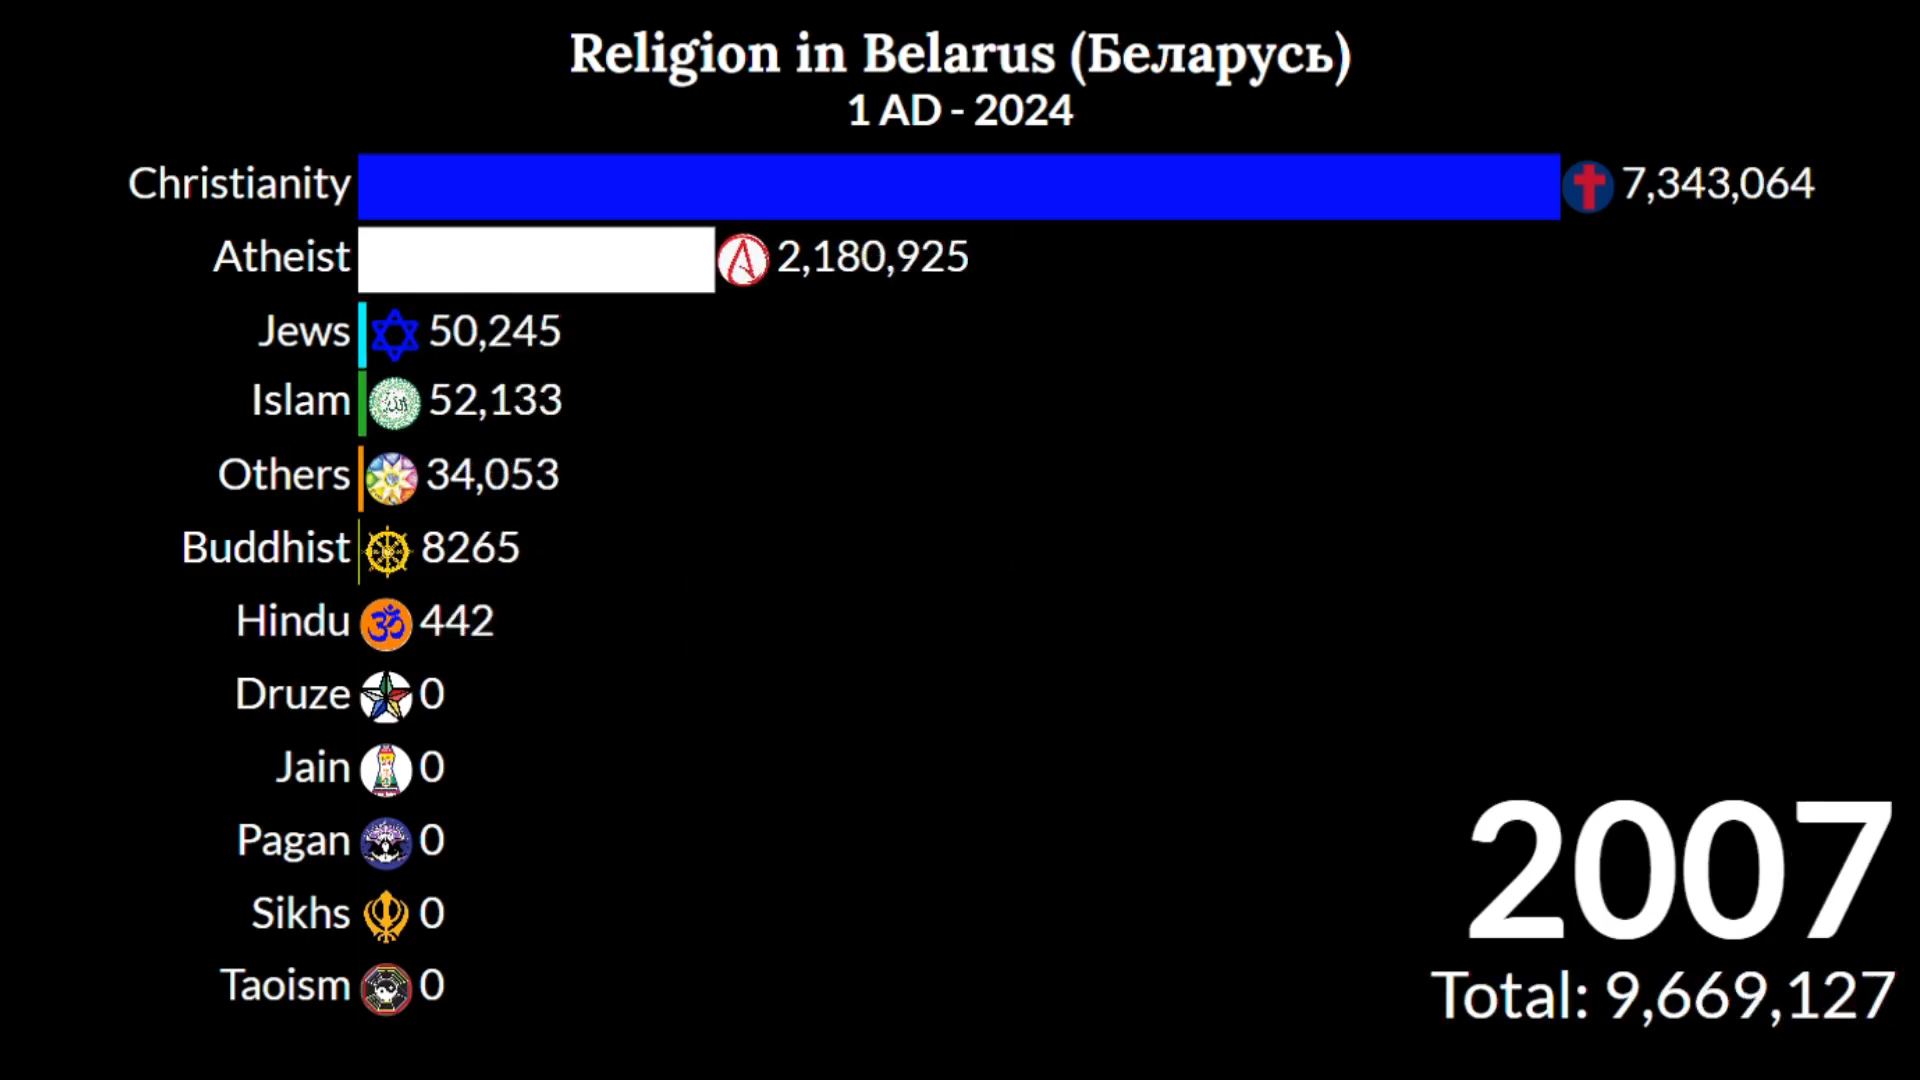 Religion in Belarus (Беларусь)
1 AD - 2024
Christianity 7,343,064
Atheist 2,180,925
Jews 50,245
Islam 52,133
Others 34,053
Buddhist 8265
Hindu 442
Druze 0
Jain 0
Pagan 0
Sikhs 0
Taoism 0
2007
Total: 9,669,127